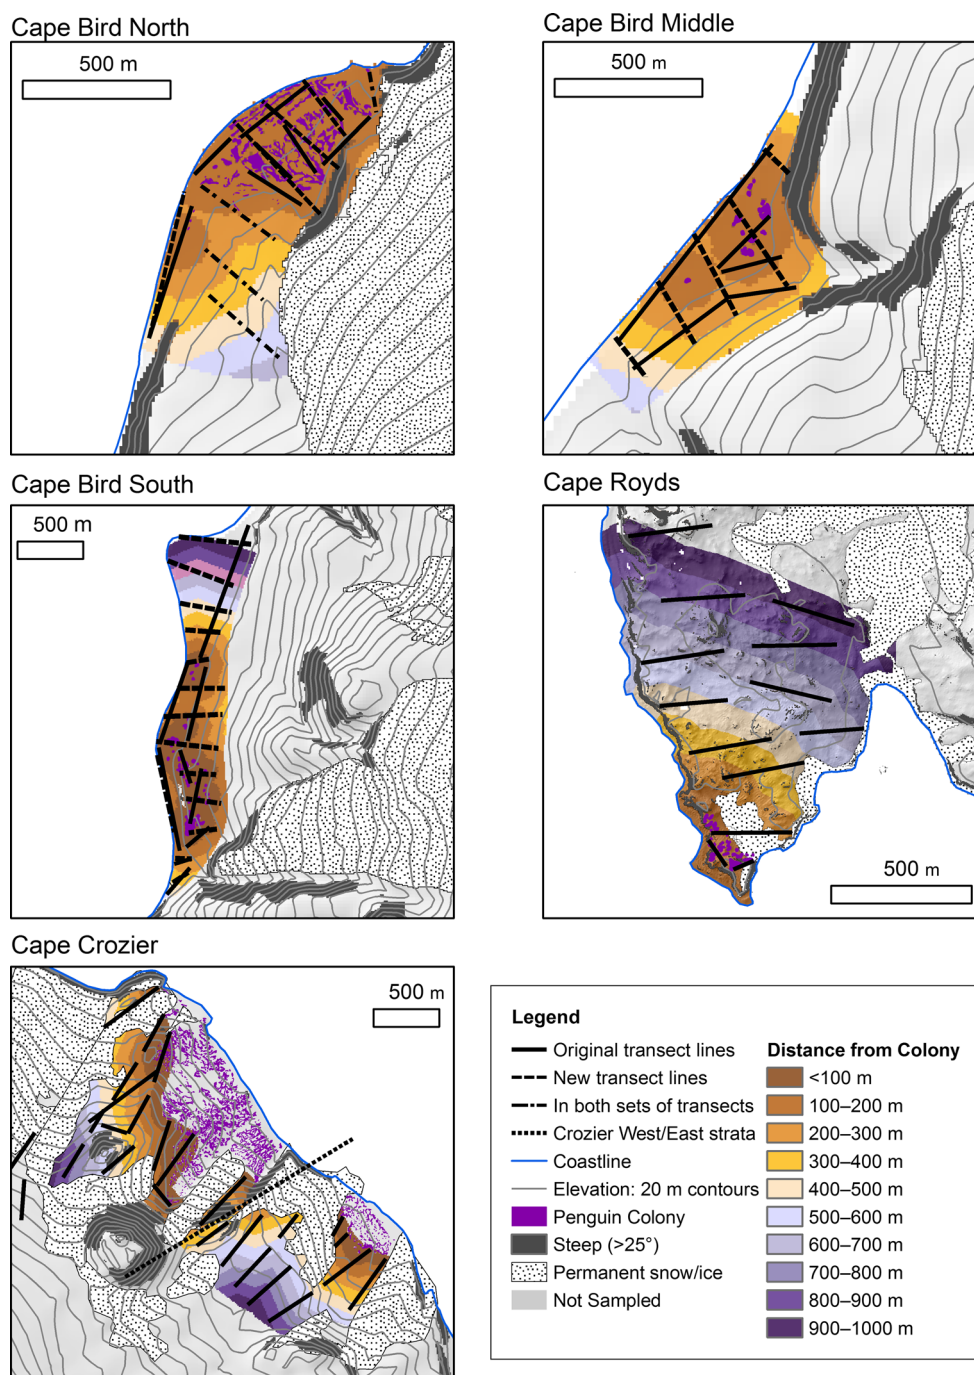 Cape Bird North
500 m
Cape Bird Middle
500 m
Cape Bird South
500 m
Cape Royds
500 m
Cape Crozier
500 m
Legend
Original transect lines
New transect lines
In both sets of transects
Crozier West/East strata
Coastline
Elevation: 20 m contours
Penguin Colony
Steep (>25°)
Permanent snow/ice
Not Sampled
Distance from Colony
<100 m
100–200 m
200–300 m
300–400 m
400–500 m
500–600 m
600–700 m
700–800 m
800–900 m
900–1000 m